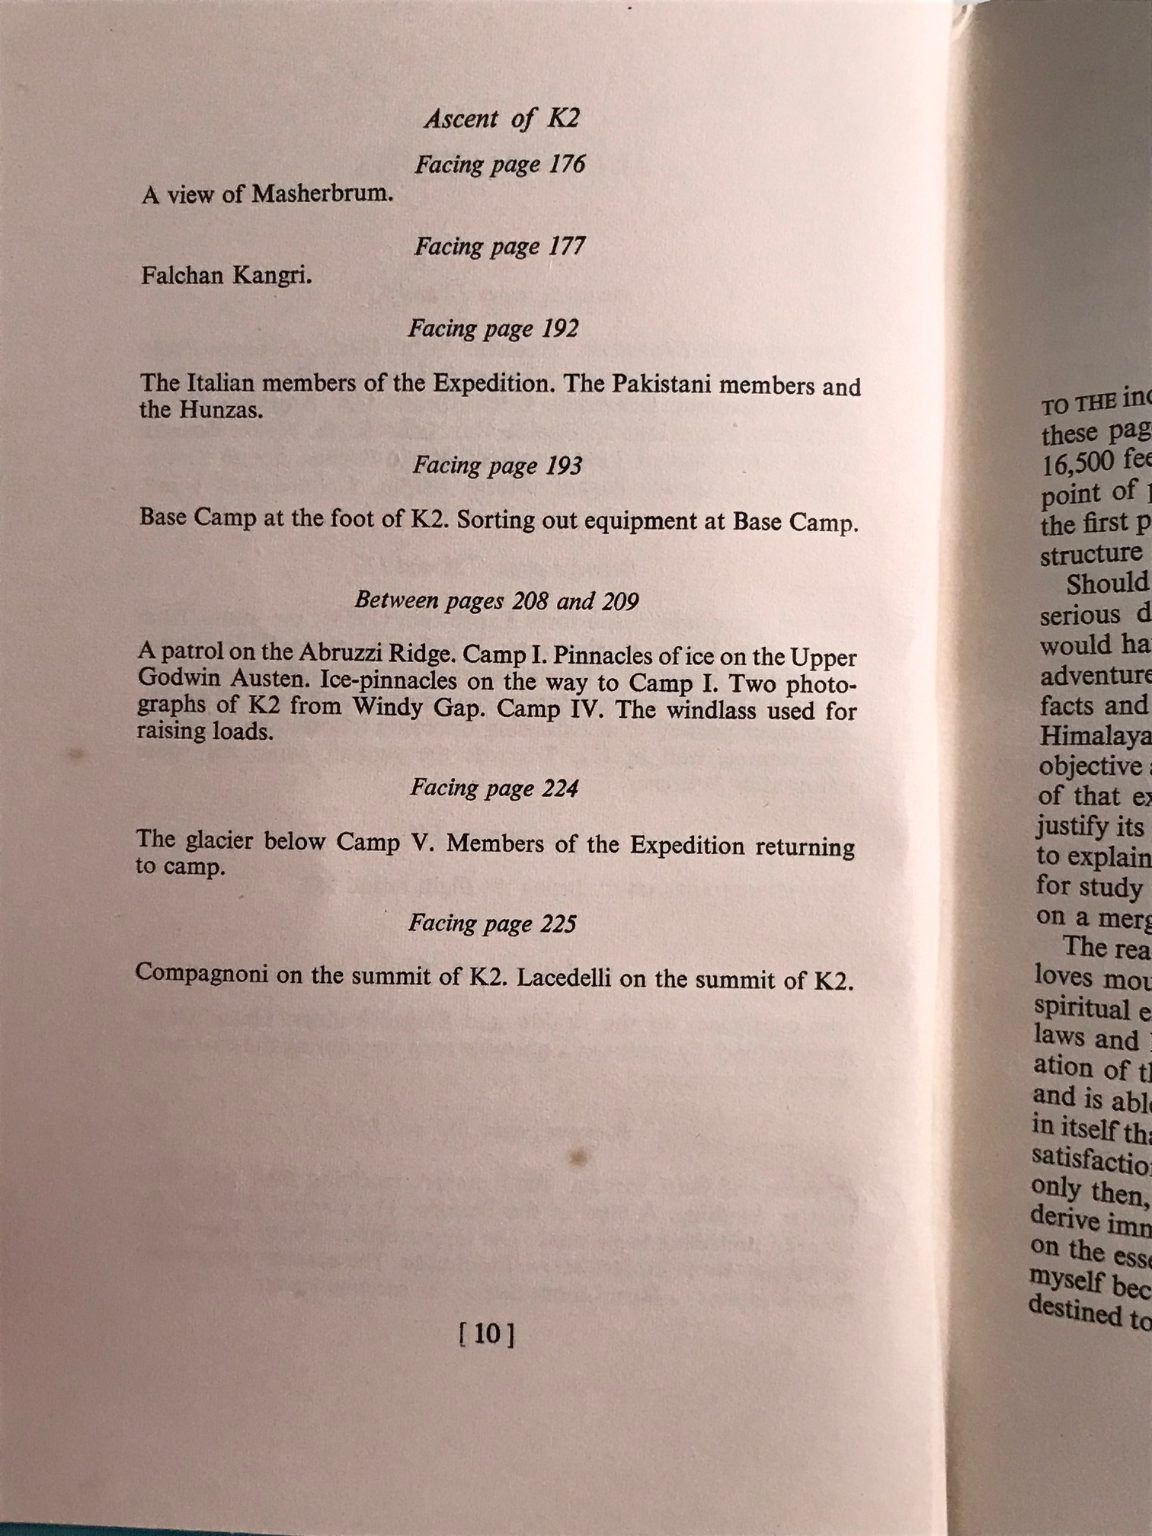 Ascent of K2
Facing page 176
A view of Masherbrum.
Facing page 177
Falchan Kangri.
Facing page 192
The Italian members of the Expedition. The Pakistani members and
the Hunzas.
Facing page 193
Base Camp at the foot of K2. Sorting out equipment at Base Camp.
Between pages 208 and 209
A patrol on the Abruzzi Ridge. Camp I. Pinnacles of ice on the Upper
Godwin Austen. Ice-pinnacles on the way to Camp I. Two photo-
graphs of K2 from Windy Gap. Camp IV. The windlass used for
raising loads.
Facing page 224
The glacier below Camp V. Members of the Expedition returning
to camp.
Facing page 225
Compagnoni on the summit of K2. Lacedelli on the summit of K2.
[ 10 ]
TO THE
these
16,500
point of
the first
structure
Should
serious
would
adventure
facts and
Himalaya
objective
of that
justify its
to explain
for study
on a
The
loves
spiritual
laws and
ation of
and is
in itself
satisfactio
only then,
derive
on the
myself
destined to